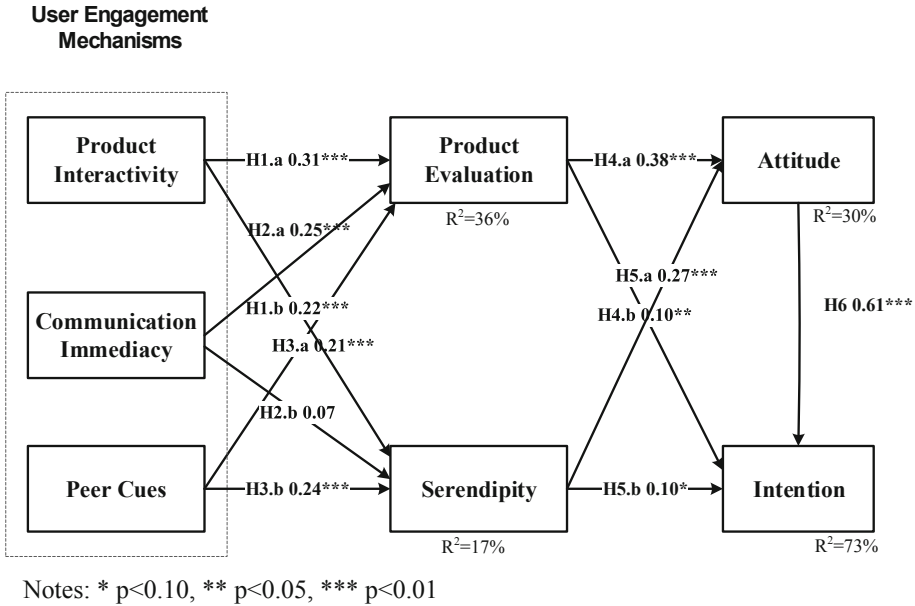 User Engagement
Mechanisms
Product
Interactivity
H1.a 0.31***
Product
Evaluation
H4.a 0.38***
Attitude
R²=36%
R²=30%
H2.a 0.25***
H5.a 0.27***
Communication
Immediacy
H1.b 0.22***
H4.b 0.10**
H6 0.61***
H3.a 0.21***
H2.b 0.07
Peer Cues
H3.b 0.24***
Serendipity
H5.b 0.10*
Intention
R²=17%
R²=73%
Notes: * p<0.10, ** p<0.05, *** p<0.01